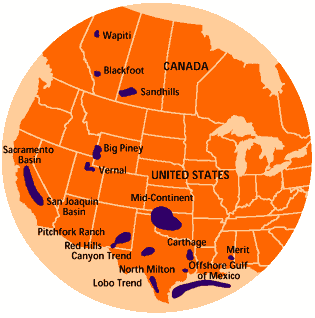 Wapiti
CANADA
Blackfoot
Sandhills
Sacramento
Basin
Big Piney
Vernal
UNITED STATES
Mid-Continent
San Joaquin
Basin
Pitchfork Ranch
Red Hills
Canyon Trend
Carthage
Merit
North Milton
Offshore Gulf
of Mexico
Lobo Trend